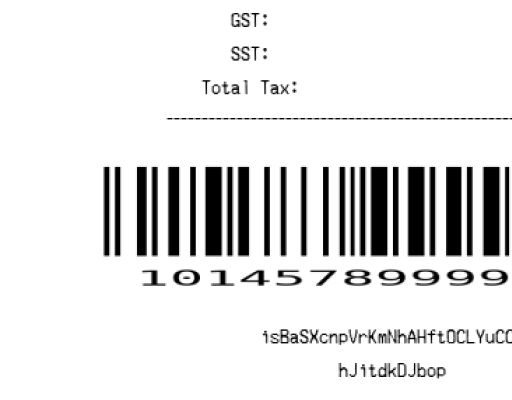 GST:
SST:
Total Tax:
10145789999
isBaSXcnpVrKmNhAHftOCLYuCC
hJitdkDJbop